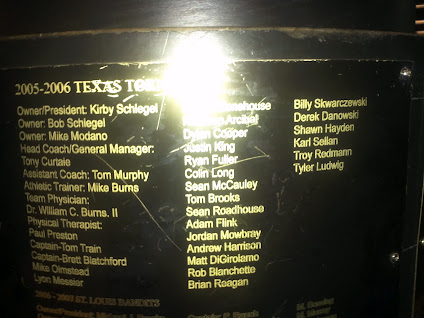 2005-2006 TEXAS
Owner/President: Kirby Schlegel
Owner: Bob Schlegel
Owner: Mike Modano
Head Coach/General Manager:
Tony Curtale
Assistant Coach: Tom Murphy
Athletic Trainer: Mike Burns
Team Physician:
Dr. William C. Burns. II
Physical Therapist:
Paul Preston
Captain-Tom Train
Captain-Brett Blatchford
Mike Olmstead
Lyon Messier
Arcibel
Dylan Cooper
Justin King
Ryan Fuller
Colin Long
Sean McCauley
Tom Brooks
Sean Roadhouse
Adam Flink
Jordan Mowbray
Andrew Harrison
Matt DiGirolamo
Rob Blanchette
Brian Reagan
Billy Skwarczewski
Derek Danowski
Shawn Hayden
Karl Sellan
Troy Redmann
Tyler Ludwig
ST. LOUIS BANDITS